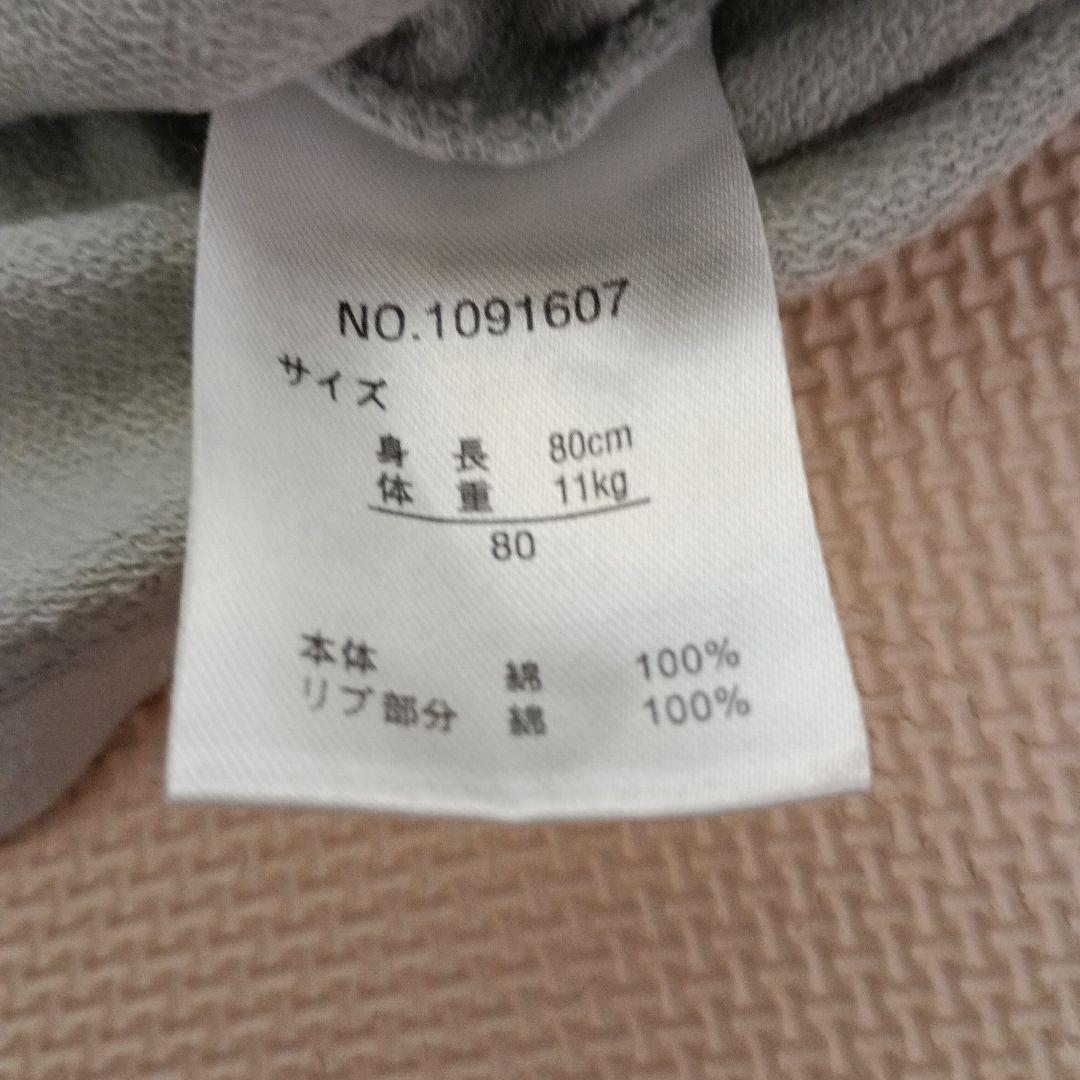 NO.1091607
サイズ
身 長 80cm
体 重 11kg
80
本体 綿 100%
リブ部分 綿 100%